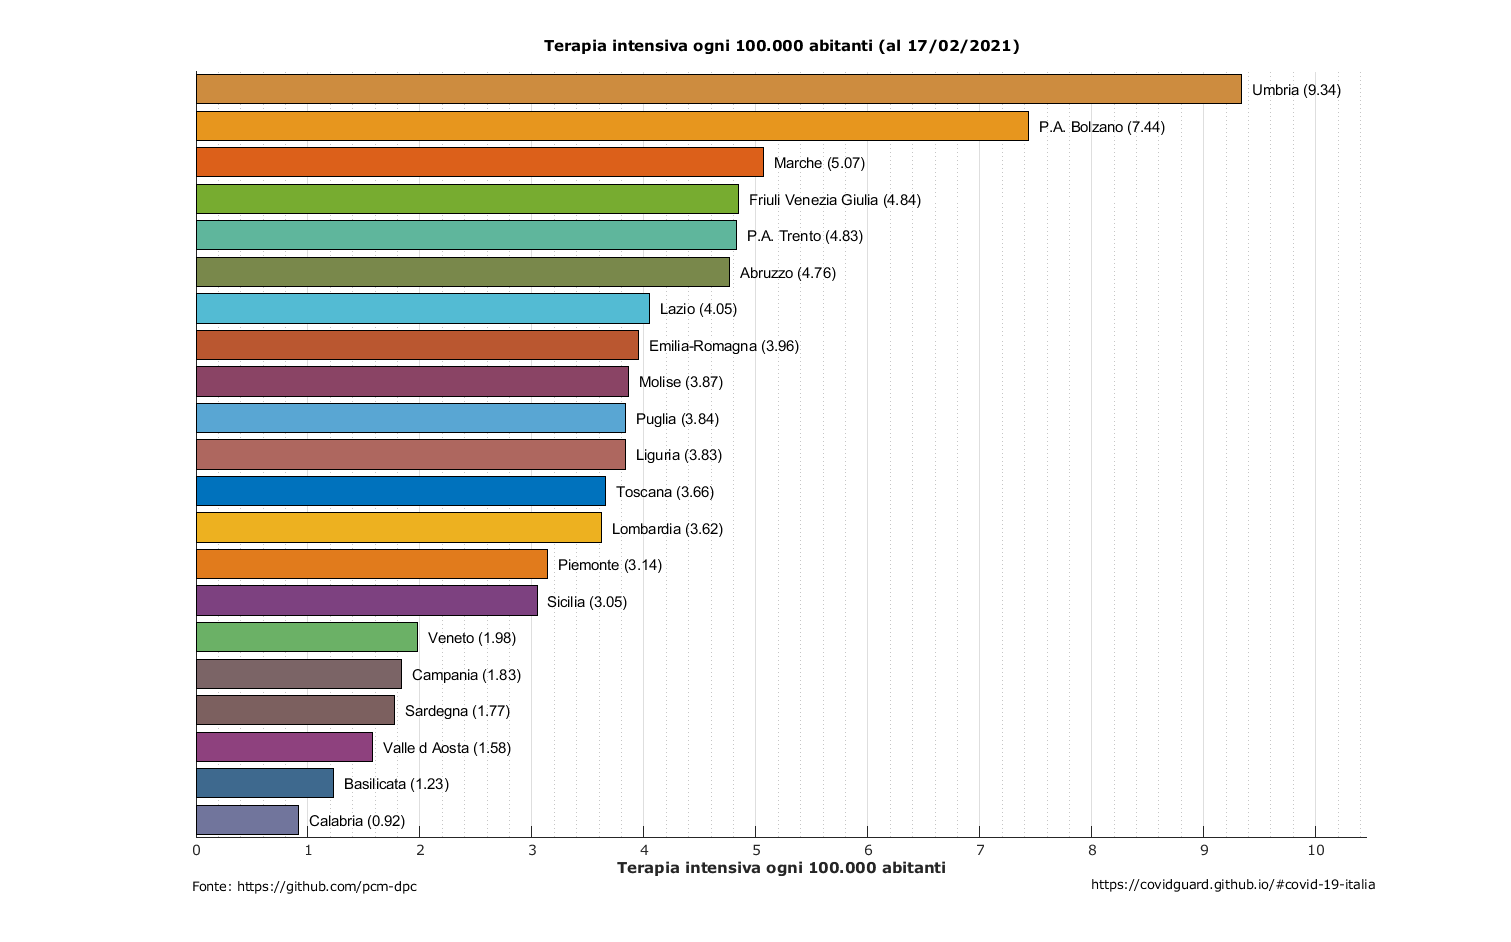 Terapia intensiva ogni 100.000 abitanti (al 17/02/2021)
Umbria (9.34)
P.A. Bolzano (7.44)
Marche (5.07)
Friuli Venezia Giulia (4.84)
P.A. Trento (4.83)
Abruzzo (4.76)
Lazio (4.05)
Emilia-Romagna (3.96)
Molise (3.87)
Puglia (3.84)
Liguria (3.83)
Toscana (3.66)
Lombardia (3.62)
Piemonte (3.14)
Sicilia (3.05)
Veneto (1.98)
Campania (1.83)
Sardegna (1.77)
Valle d Aosta (1.58)
Basilicata (1.23)
Calabria (0.92)
0 1 2 3 4 5 6 7 8 9 10
Terapia intensiva ogni 100.000 abitanti
Fonte: https://github.com/pcm-dpc
https://covidguard.github.io/#covid-19-italia